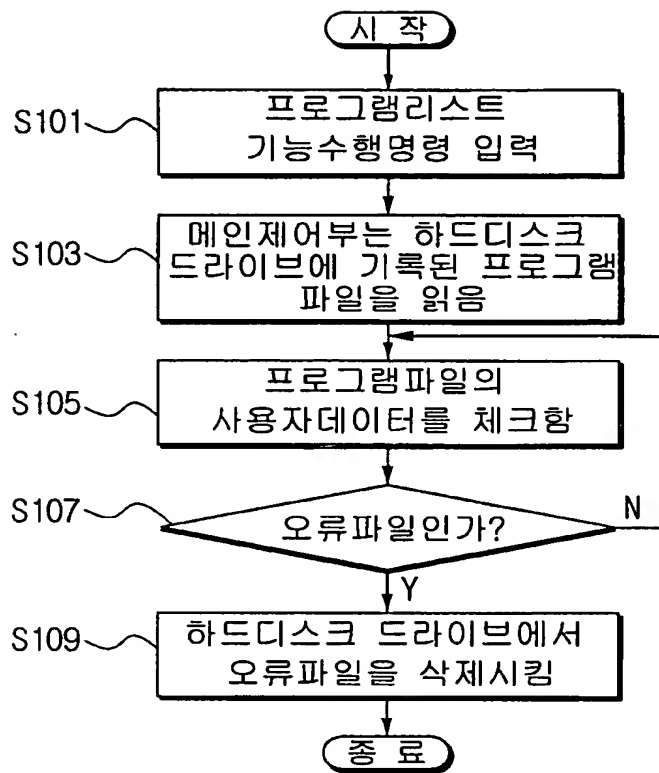 시 작
S101
프로그램리스트
기능수행명령 입력
S103
메인제어부는 하드디스크
드라이브에 기록된 프로그램
파일을 읽음
S105
프로그램파일의
사용자데이터를 체크함
S107
오류파일인가?
N
Y
S109
하드디스크 드라이브에서
오류파일을 삭제시킴
종 료